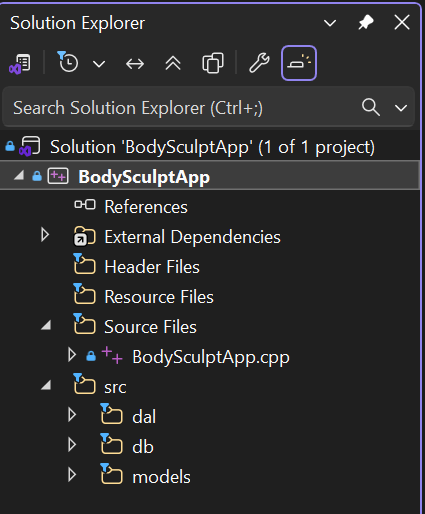 Solution Explorer
Search Solution Explorer (Ctrl+;)
Solution 'BodySculptApp' (1 of 1 project)
BodySculptApp
References
External Dependencies
Header Files
Resource Files
Source Files
BodySculptApp.cpp
src
dal
db
models